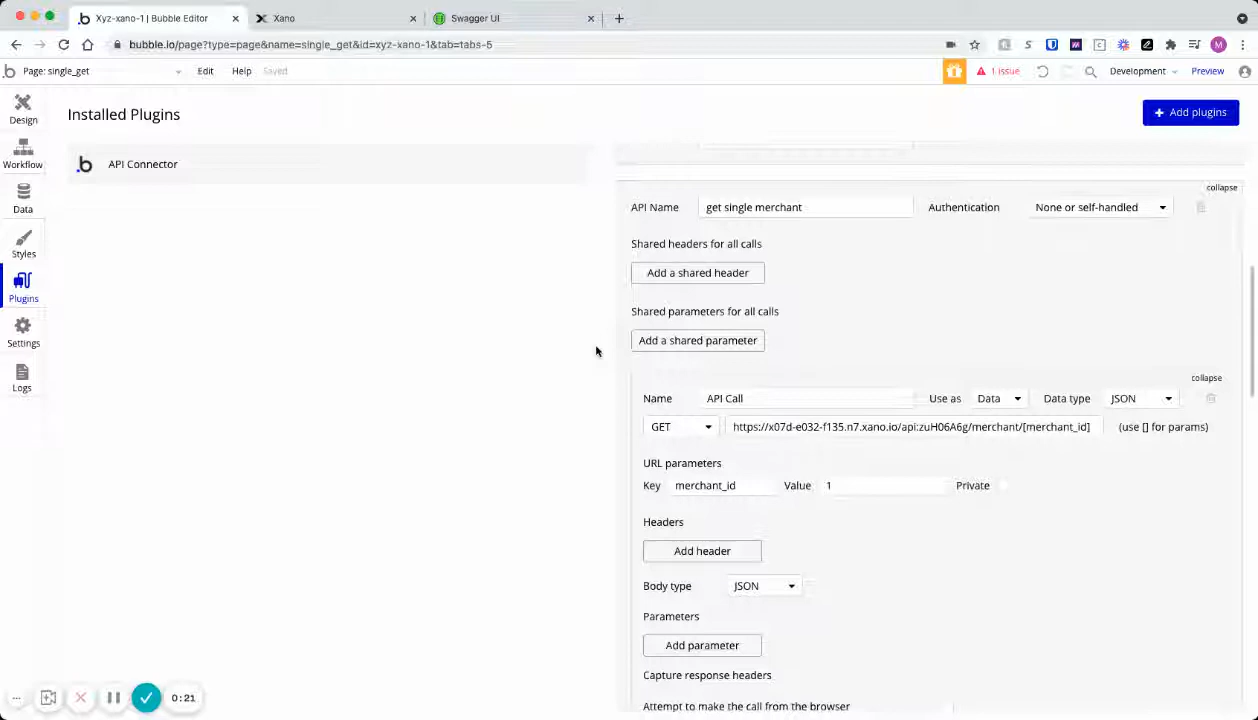 Xyz-xano-1 | Bubble Editor × Xano × Swagger UI × +
bubble.io/page?type=page&name=single_get&id=xyz-xano-1&tab=tabs-5
Page: single_get Edit Help Saved 1 issue Development Preview
Design
Workflow
Data
Styles
Plugins
Settings
Logs
Installed Plugins
+ Add plugins
API Connector
collapse
API Name get single merchant Authentication None or self-handled
Shared headers for all calls
Add a shared header
Shared parameters for all calls
Add a shared parameter
collapse
Name API Call Use as Data Data type JSON
GET https://x07d-e032-f135.n7.xano.io/api:zuH06A6g/merchant/[merchant_id] (use [] for params)
URL parameters
Key merchant_id Value 1 Private
Headers
Add header
Body type JSON
Parameters
Add parameter
Capture response headers
Attempt to make the call from the browser
0:21